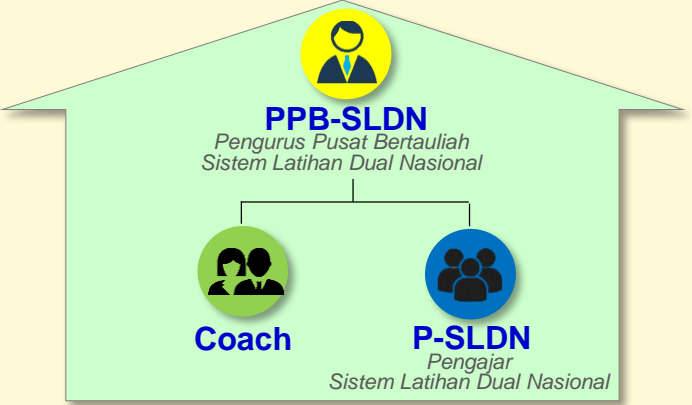 PPB-SLDN
Pengurus Pusat Bertauliah
Sistem Latihan Dual Nasional
Coach
P-SLDN
Pengajar
Sistem Latihan Dual Nasional